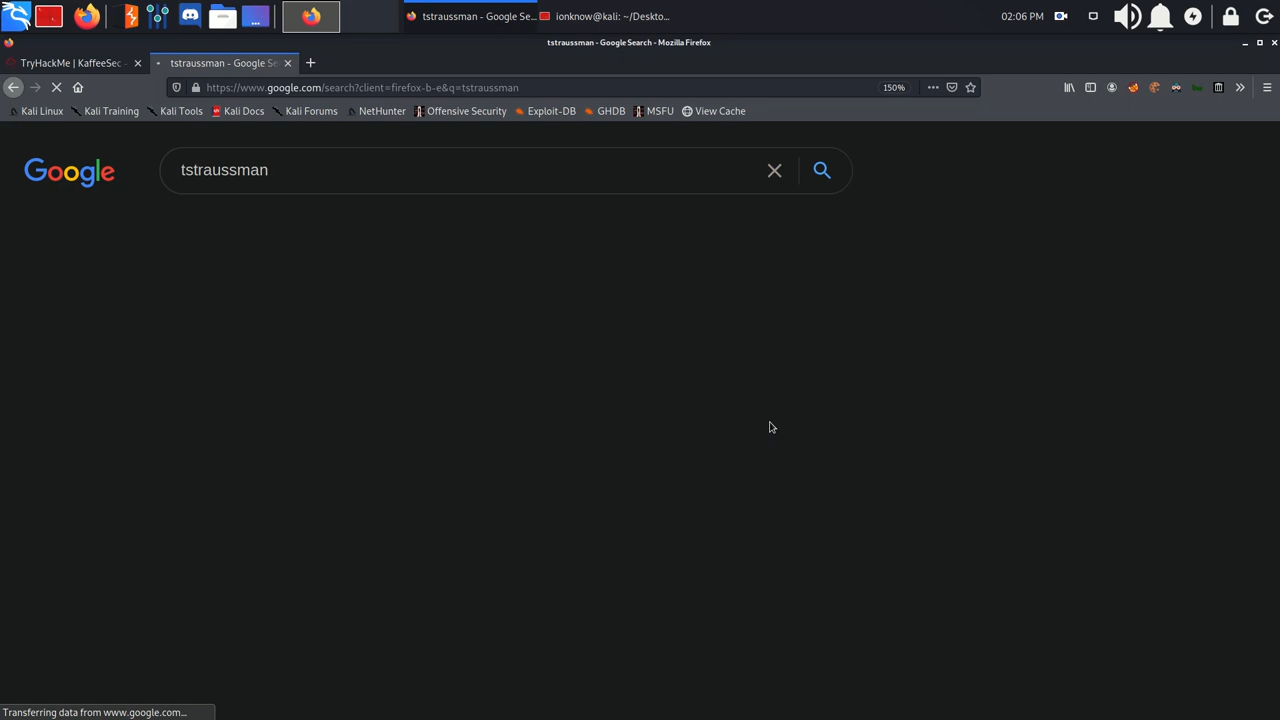 tstraussman - Google Se...
ionknow@kali: ~/Deskto...
02:06 PM
tstraussman - Google Search - Mozilla Firefox
TryHackMe | KaffeeSec -
tstraussman - Google Se
https://www.google.com/search?client=firefox-b-e&q=tstraussman
150%
Kali Linux
Kali Training
Kali Tools
Kali Docs
Kali Forums
NetHunter
Offensive Security
Exploit-DB
GHDB
MSFU
View Cache
Google
tstraussman
Transferring data from www.google.com...